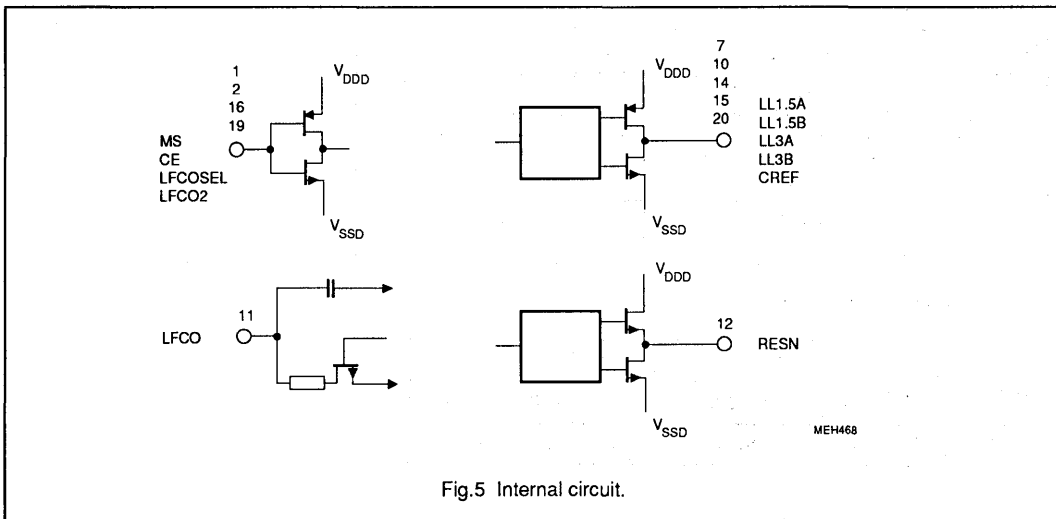 1
2
16
19
MS
CE
LFCOSEL
LFCO2
VDDD
VSSD
7
10
14
15
20
LL1.5A
LL1.5B
LL3A
LL3B
CREF
VDDD
VSSD
LFCO
11
VDDD
12
RESN
VSSD
MEH468
Fig.5 Internal circuit.